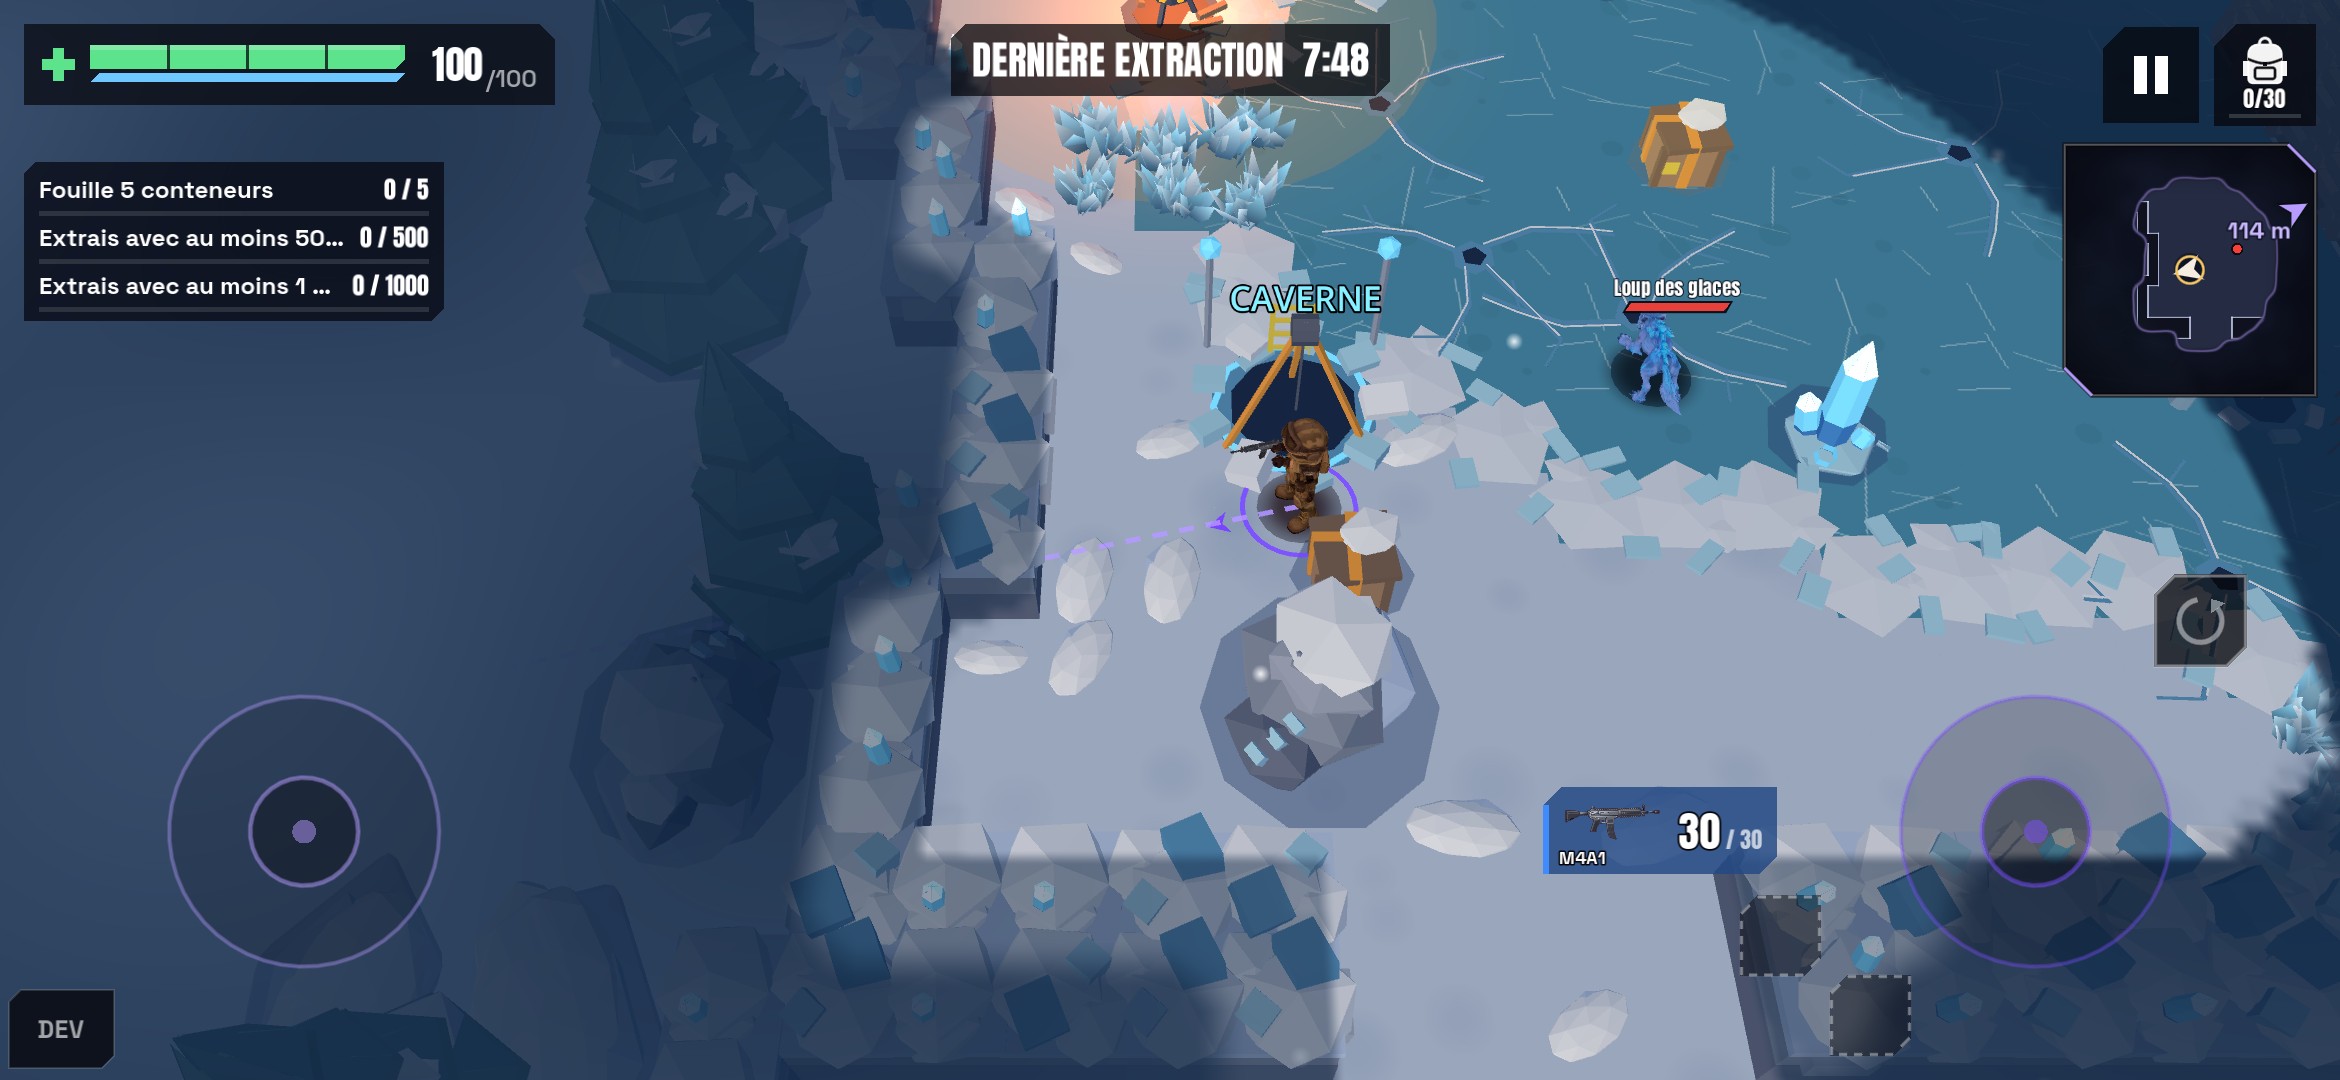 100/100
DERNIÈRE EXTRACTION 7:48
0/30
Fouille 5 conteneurs 0 / 5
Extrais avec au moins 50... 0 / 500
Extrais avec au moins 1 ... 0 / 1000
114 m
CAVERNE
Loup des glaces
30 / 30
M4A1
DEV